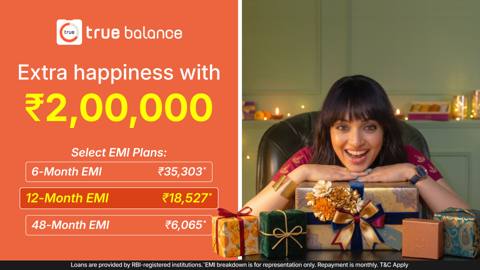 true
true balance
Extra happiness with
₹2,00,000
Select EMI Plans:
6-Month EMI ₹35,303*
12-Month EMI ₹18,527*
48-Month EMI ₹6,065*
Loans are provided by RBI-registered institutions. *EMI breakdown is for representation only. Repayment is monthly. T&C Apply